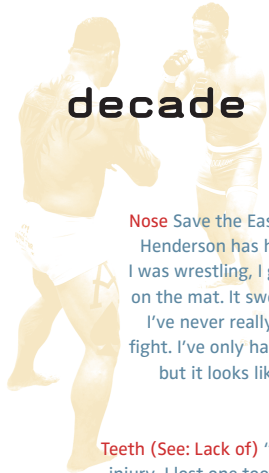 decade
Nose Save the Eas
Henderson has h
I was wrestling, I g
on the mat. It swe
I've never really
fight. I've only ha
but it looks lik
Teeth (See: Lack of) "
injury. I lost one too